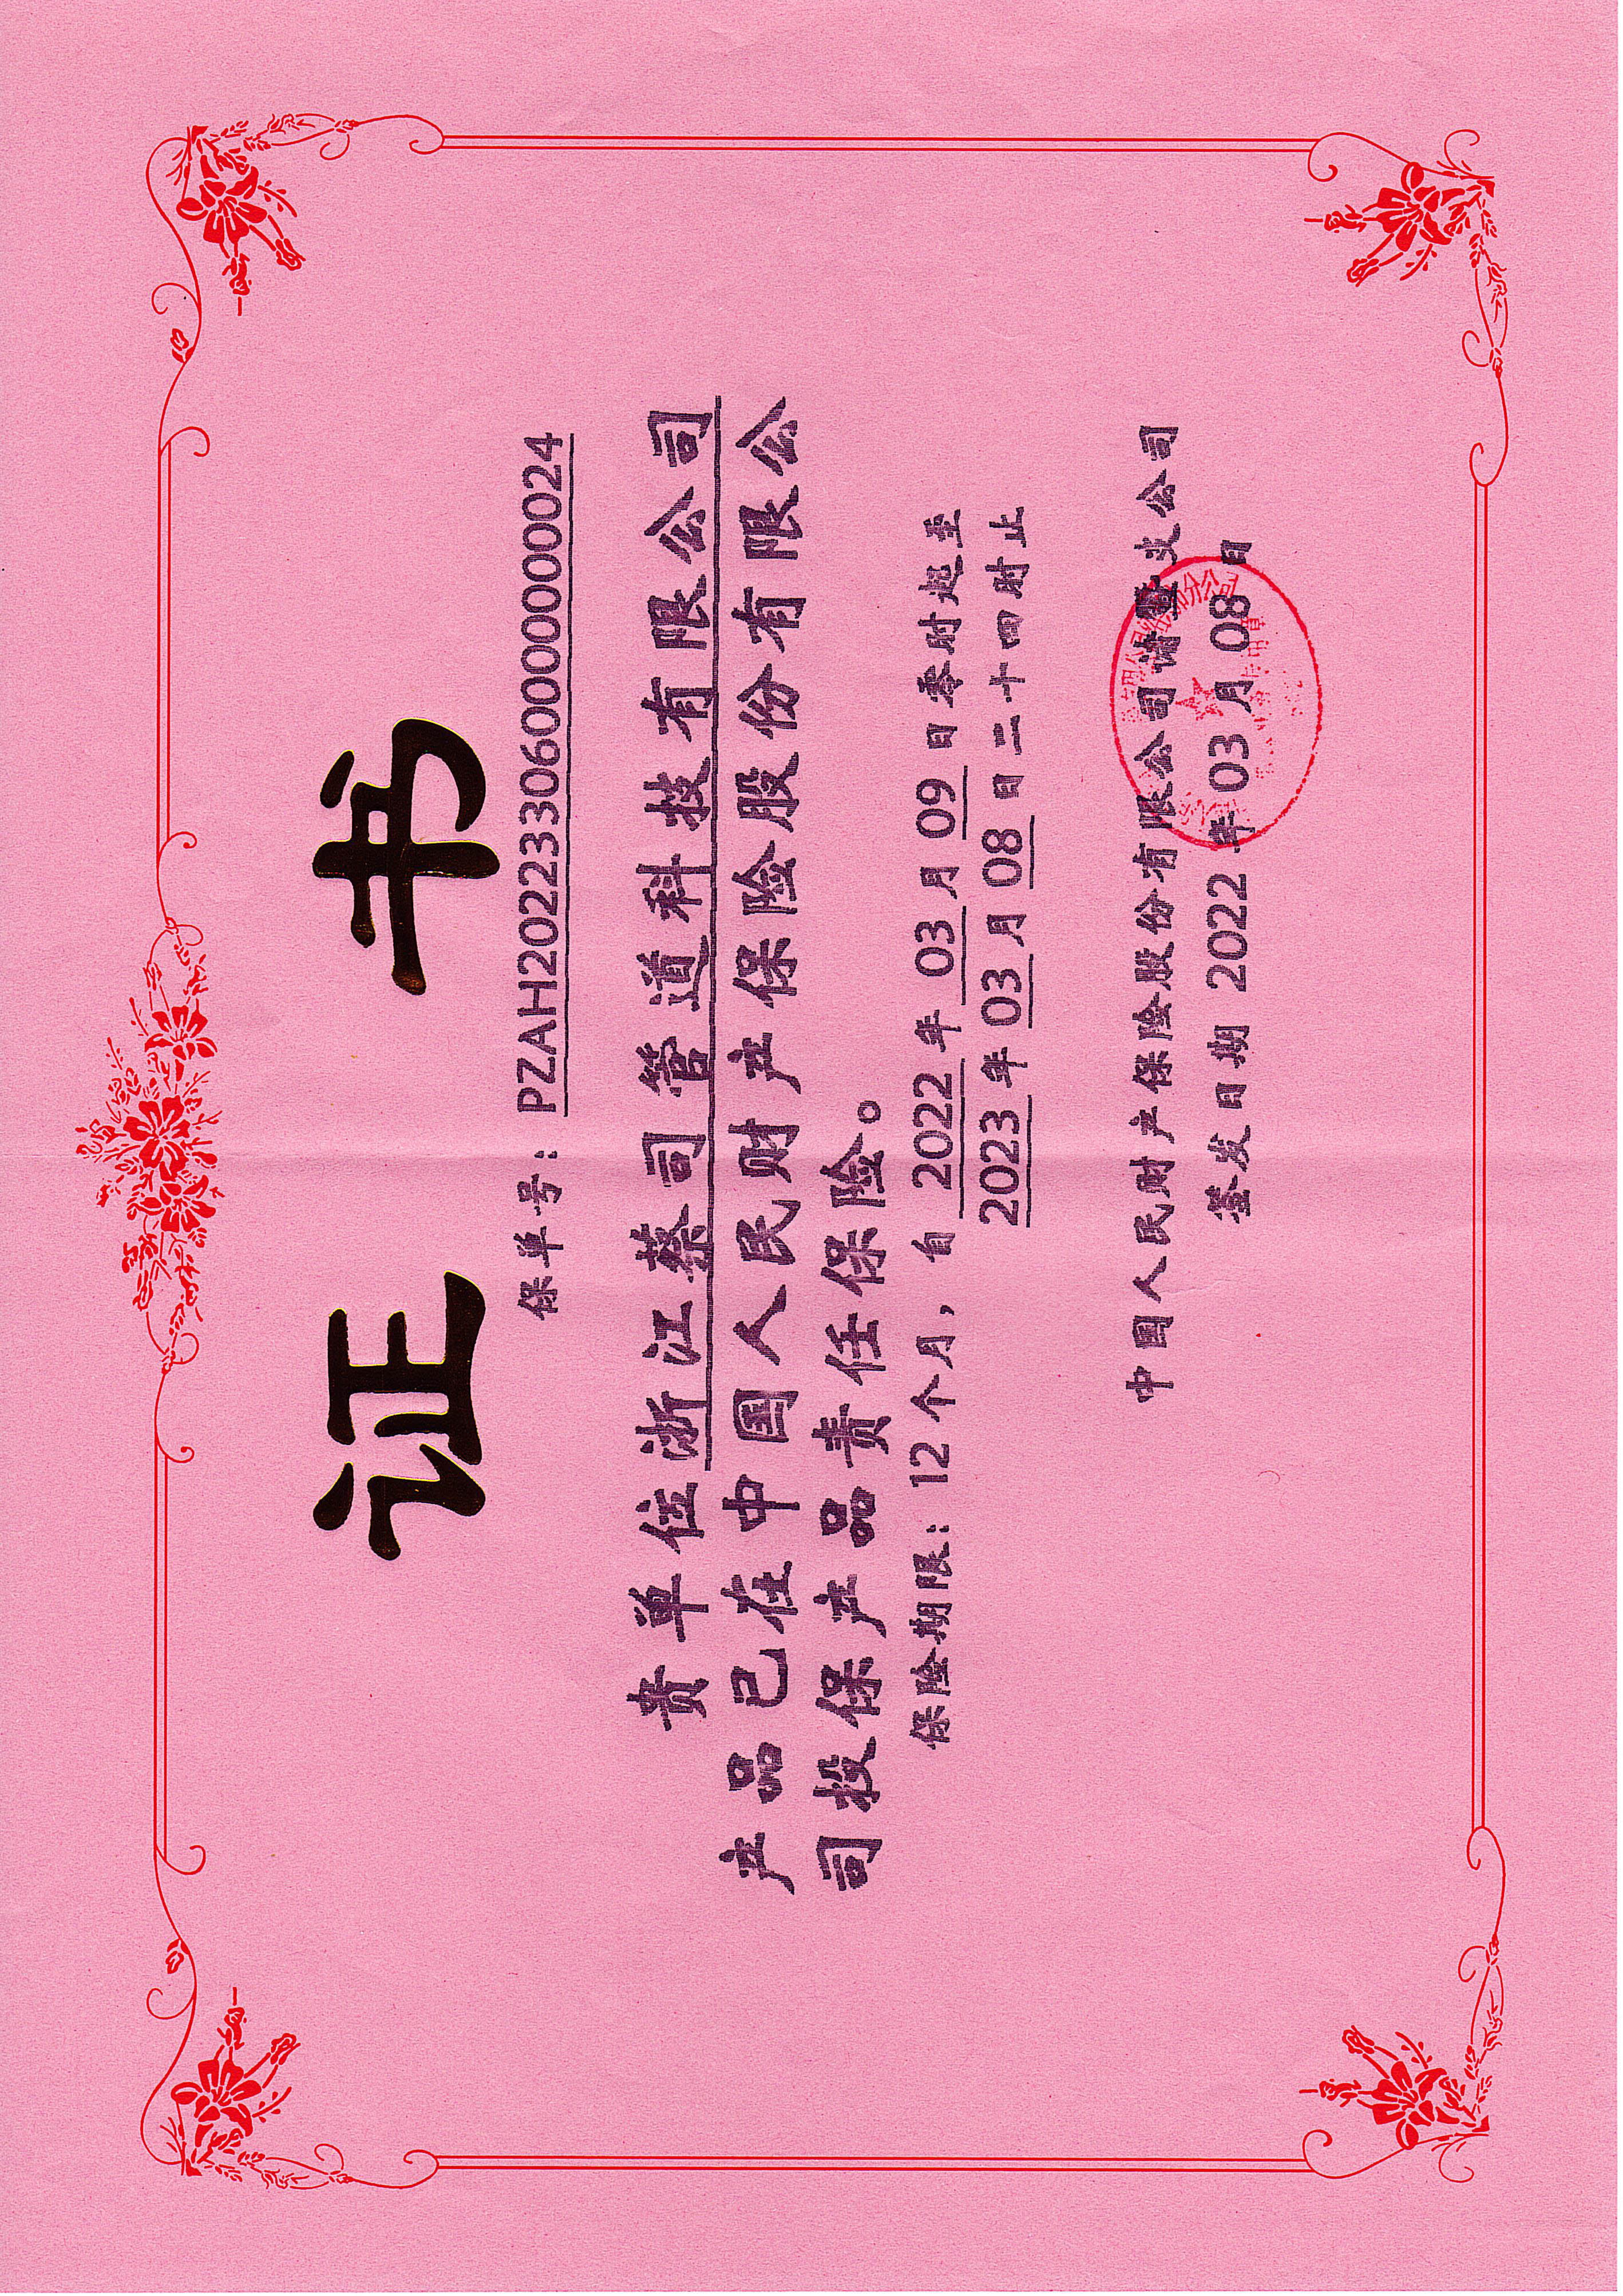 证书
保单号：PZAH20223306000000000024
贵单位浙江蔡司管道科技有限公司
产品已在中国人民财产保险股份有限公
司投保产品责任保险。
保险期限：12个月，自2022年03月09日零时起至
2023年03月08日二十四时止
中国人民财产保险股份有限公司诸暨支公司
签发日期 2022年03月08日